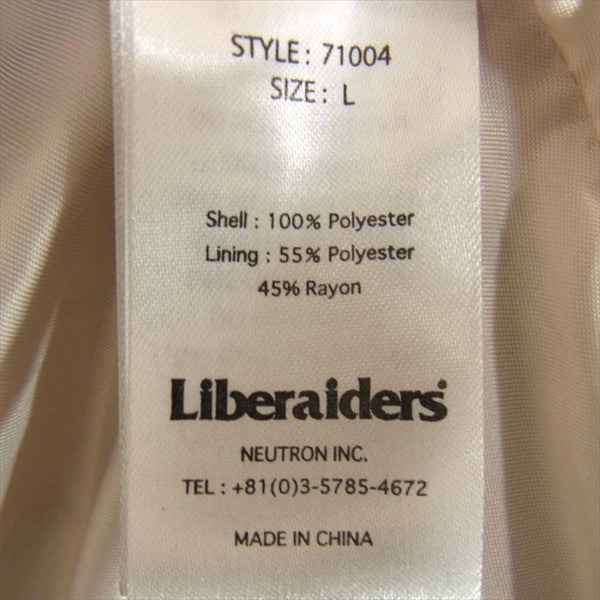 STYLE: 71004
SIZE: L
Shell : 100% Polyester
Lining : 55% Polyester
45% Rayon
Liberaiders
NEUTRON INC.
TEL : +81(0)3-5785-4672
MADE IN CHINA